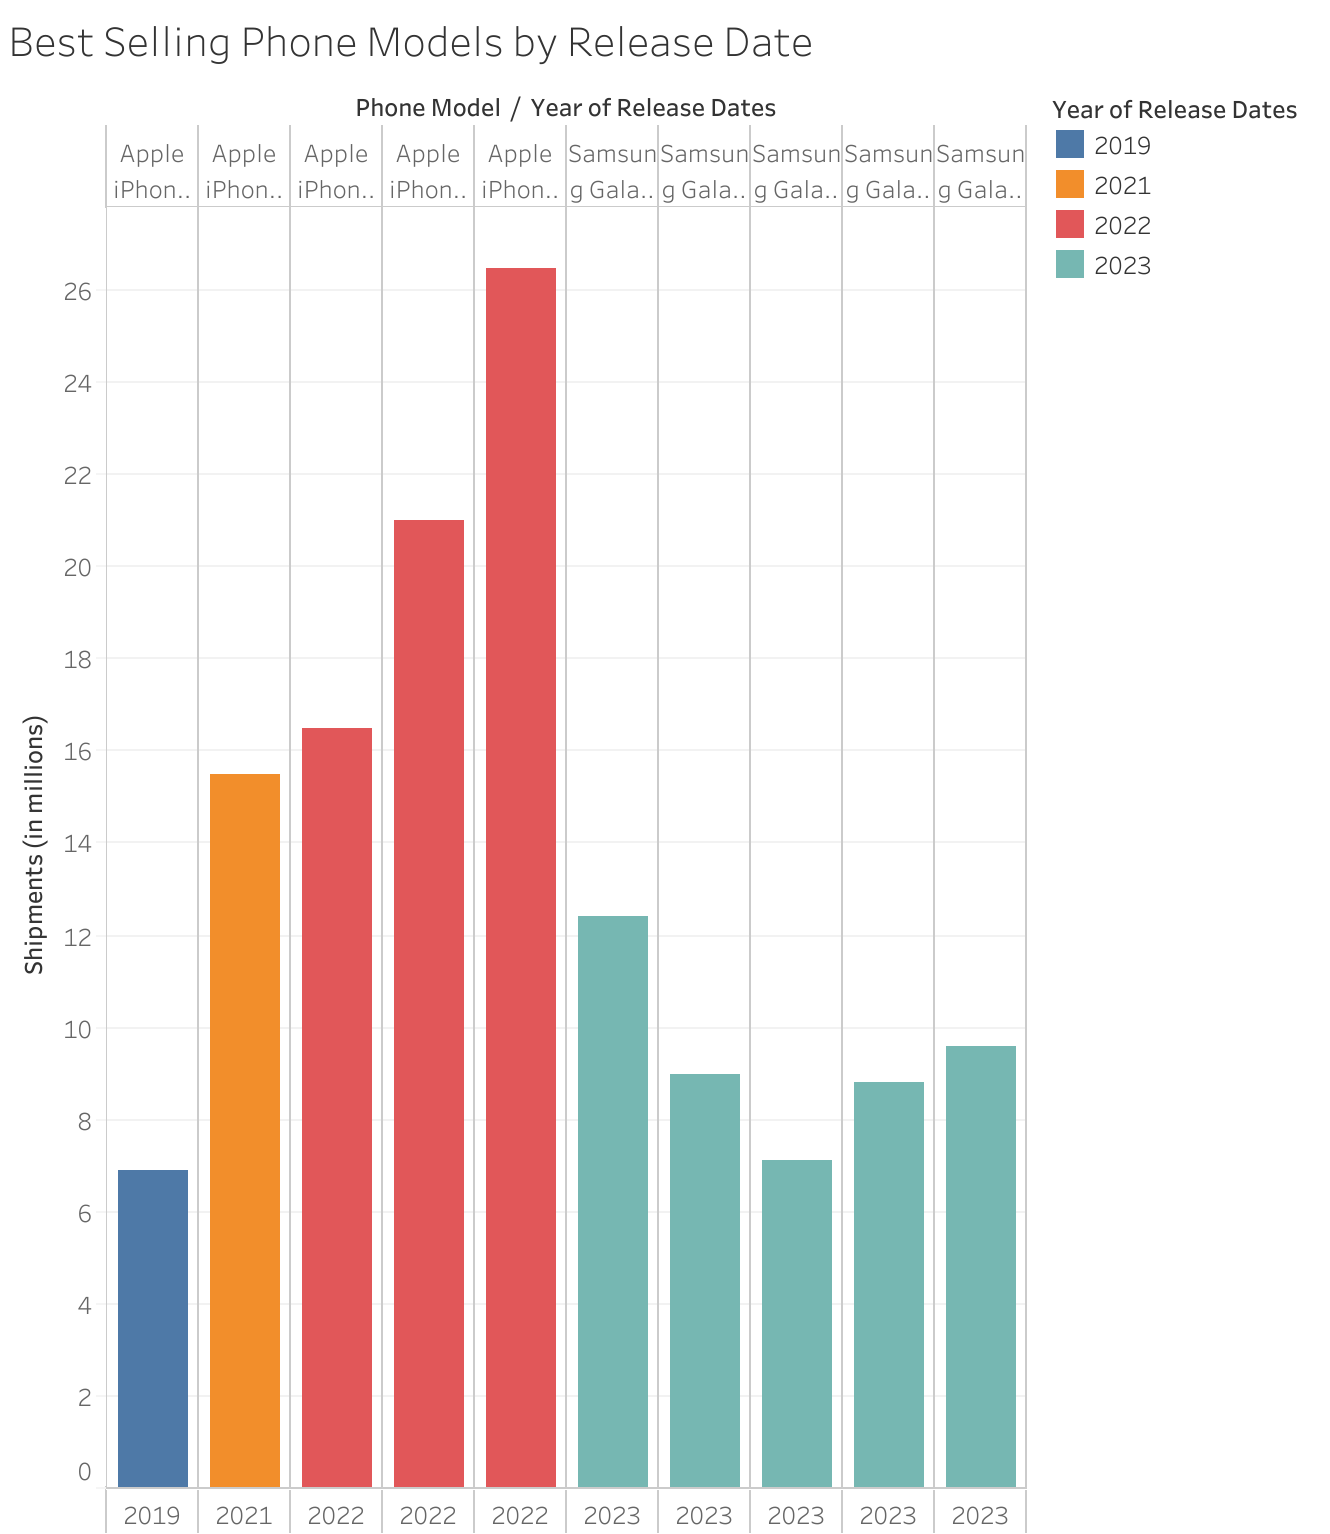 Best Selling Phone Models by Release Date
Phone Model / Year of Release Dates
Year of Release Dates
2019
2021
2022
2023
Apple iPhon..
Apple iPhon..
Apple iPhon..
Apple iPhon..
Apple iPhon..
Samsun
g Gala..
Samsun
g Gala..
Samsun
g Gala..
Samsun
g Gala..
Samsun
g Gala..
Shipments (in millions)
26
24
22
20
18
16
14
12
10
8
6
4
2
0
2019 2021 2022 2022 2022 2023 2023 2023 2023 2023